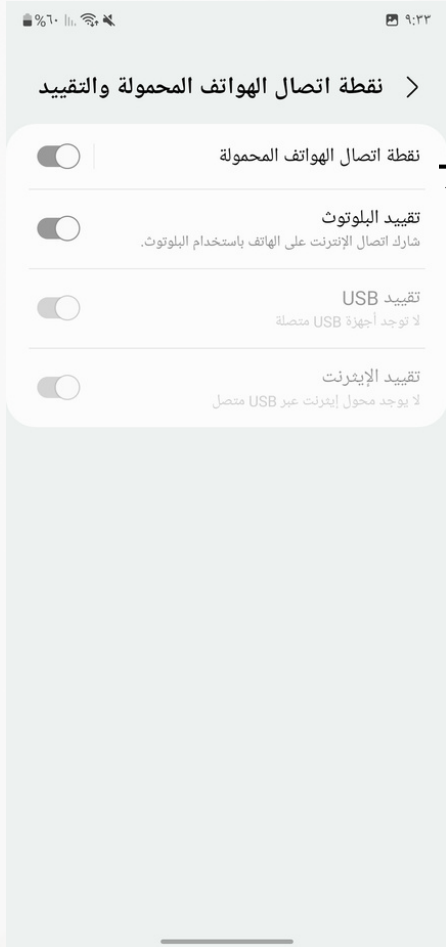 ٩:٣٣
%٦٠
نقطة اتصال الهواتف المحمولة والتقييد
نقطة اتصال الهواتف المحمولة
تقييد البلوتوث
شارك اتصال الإنترنت على الهاتف باستخدام البلوتوث.
تقييد USB
لا توجد أجهزة USB متصلة
تقييد الإيثرنت
لا يوجد محول إيثرنت عبر USB متصل